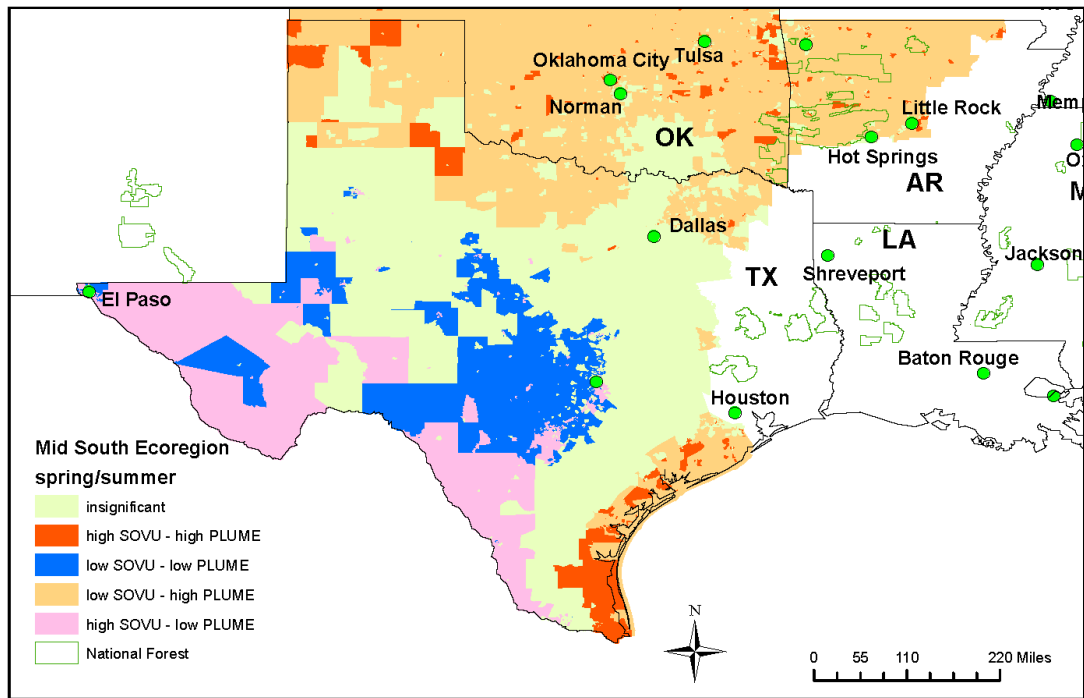 Oklahoma City
Tulsa
Norman
OK
Little Rock
Mem
Hot Springs
AR
M
Dallas
LA
TX
Shreveport
Jackson
El Paso
Baton Rouge
Houston
Mid South Ecoregion
spring/summer
insignificant
high SOVU - high PLUME
low SOVU - low PLUME
low SOVU - high PLUME
high SOVU - low PLUME
National Forest
N
0 55 110 220 Miles